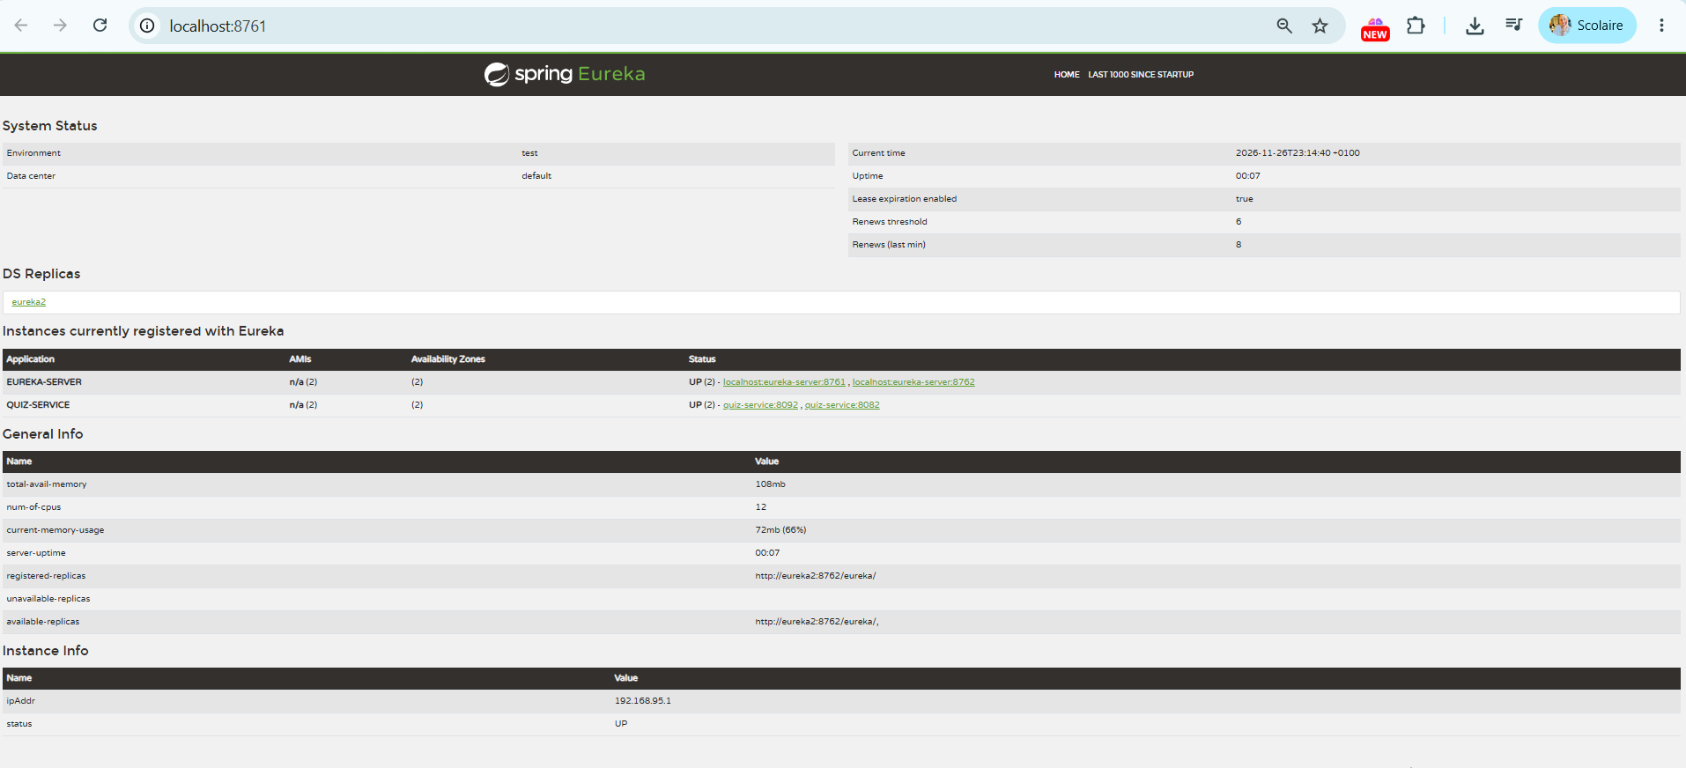 localhost:8761
NEW
Scolaire
spring Eureka
HOME LAST 1000 SINCE STARTUP
System Status
Environment test
Data center default
Current time 2026-11-26T23:14:40 +0100
Uptime 00:07
Lease expiration enabled true
Renews threshold 6
Renews (last min) 8
DS Replicas
eureka2
Instances currently registered with Eureka
Application AMIs Availability Zones Status
EUREKA-SERVER n/a (2) (2) UP (2) - localhost:eureka-server:8761 , localhost:eureka-server:8762
QUIZ-SERVICE n/a (2) (2) UP (2) - quiz-service:8092 , quiz-service:8082
General Info
Name Value
total-avail-memory 108mb
num-of-cpus 12
current-memory-usage 72mb (66%)
server-uptime 00:07
registered-replicas http://eureka2:8762/eureka/
unavailable-replicas
available-replicas http://eureka2:8762/eureka/,
Instance Info
Name Value
ipAddr 192.168.95.1
status UP